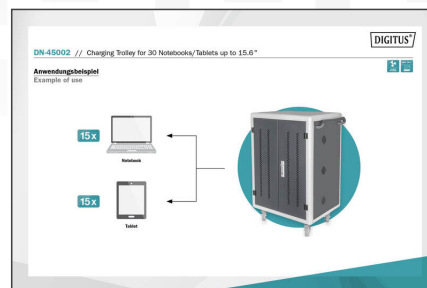 DIGITUS®
DN-45002 // Charging Trolley for 30 Notebooks/Tablets up to 15.6"
Anwendungsbeispiel
Example of use
15x
Notebook
15x
Tablet